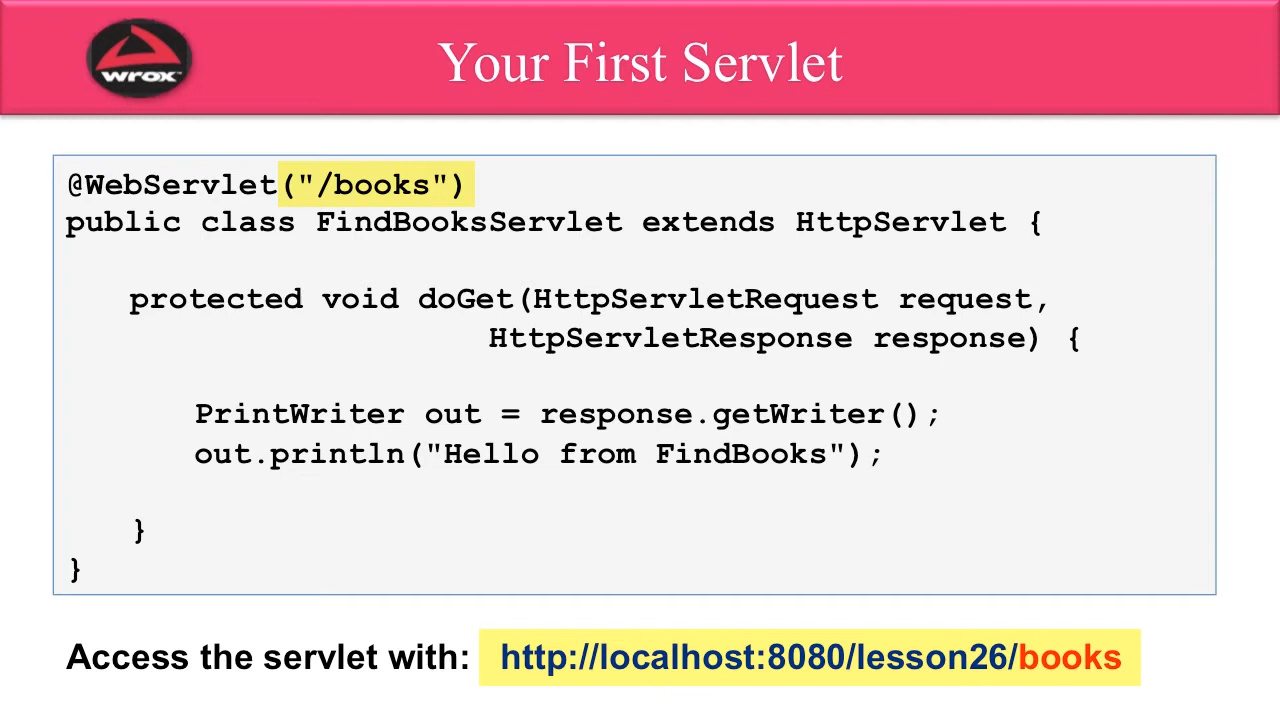 wrox™
Your First Servlet
@WebServlet("/books")
public class FindBooksServlet extends HttpServlet {
protected void doGet(HttpServletRequest request,
HttpServletResponse response) {
PrintWriter out = response.getWriter();
out.println("Hello from FindBooks");
}
}
Access the servlet with: http://localhost:8080/lesson26/books